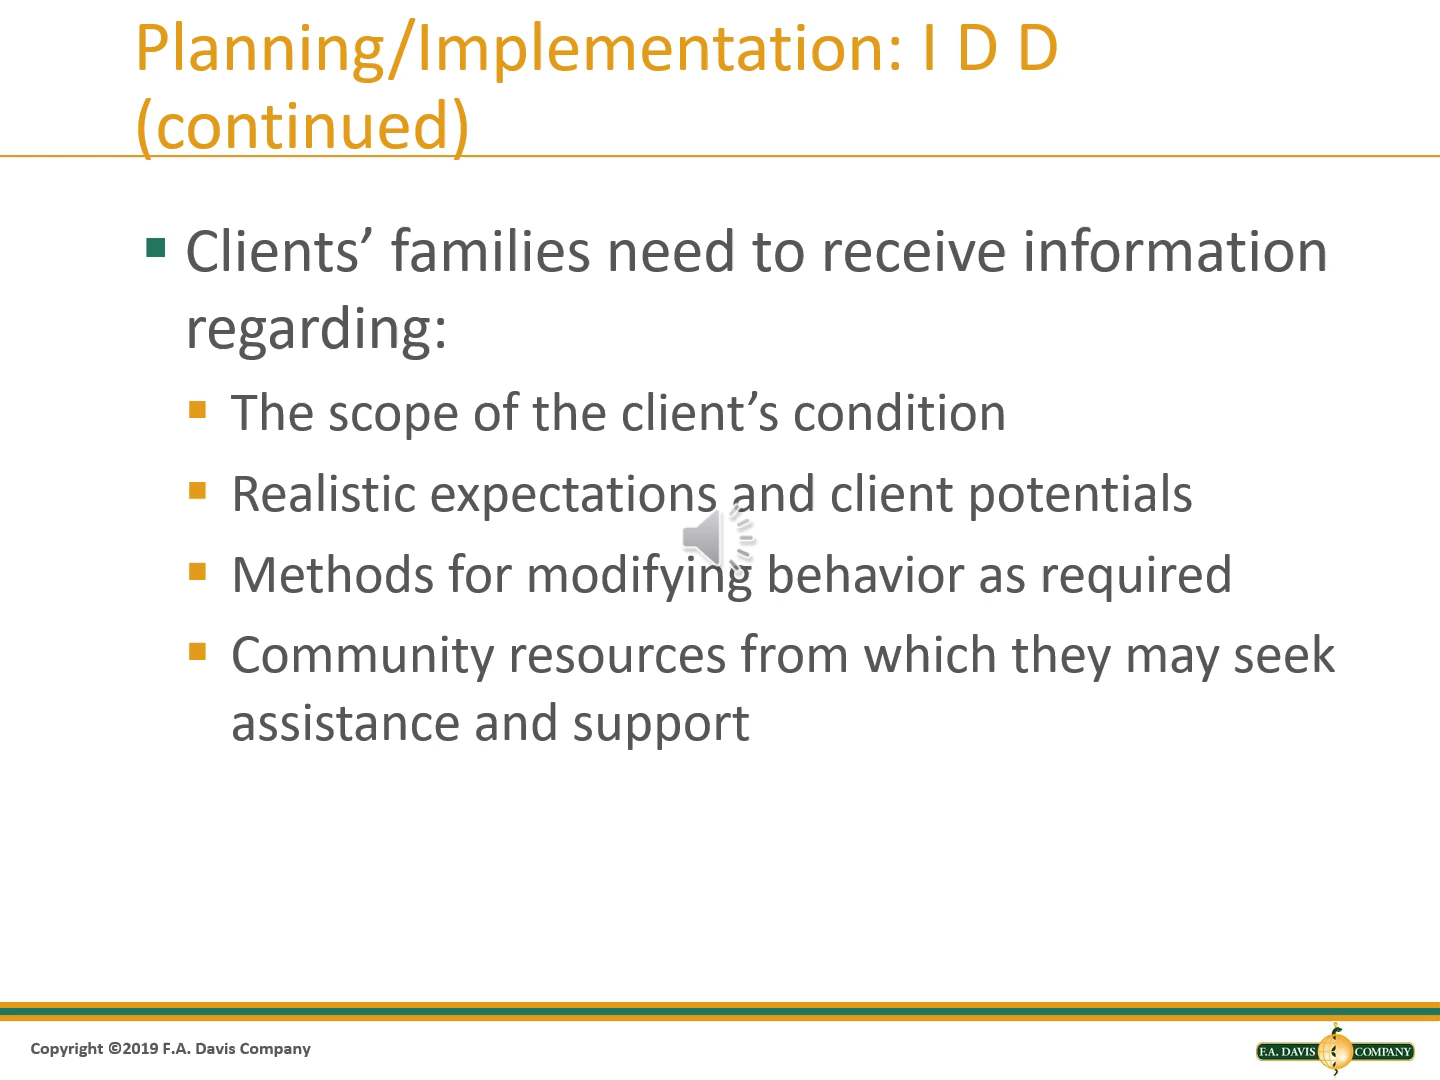 Planning/Implementation: I D D
(continued)
Clients’ families need to receive information
regarding:
The scope of the client’s condition
Realistic expectations and client potentials
Methods for modifying behavior as required
Community resources from which they may seek
assistance and support
Copyright ©2019 F.A. Davis Company
F.A. DAVIS COMPANY